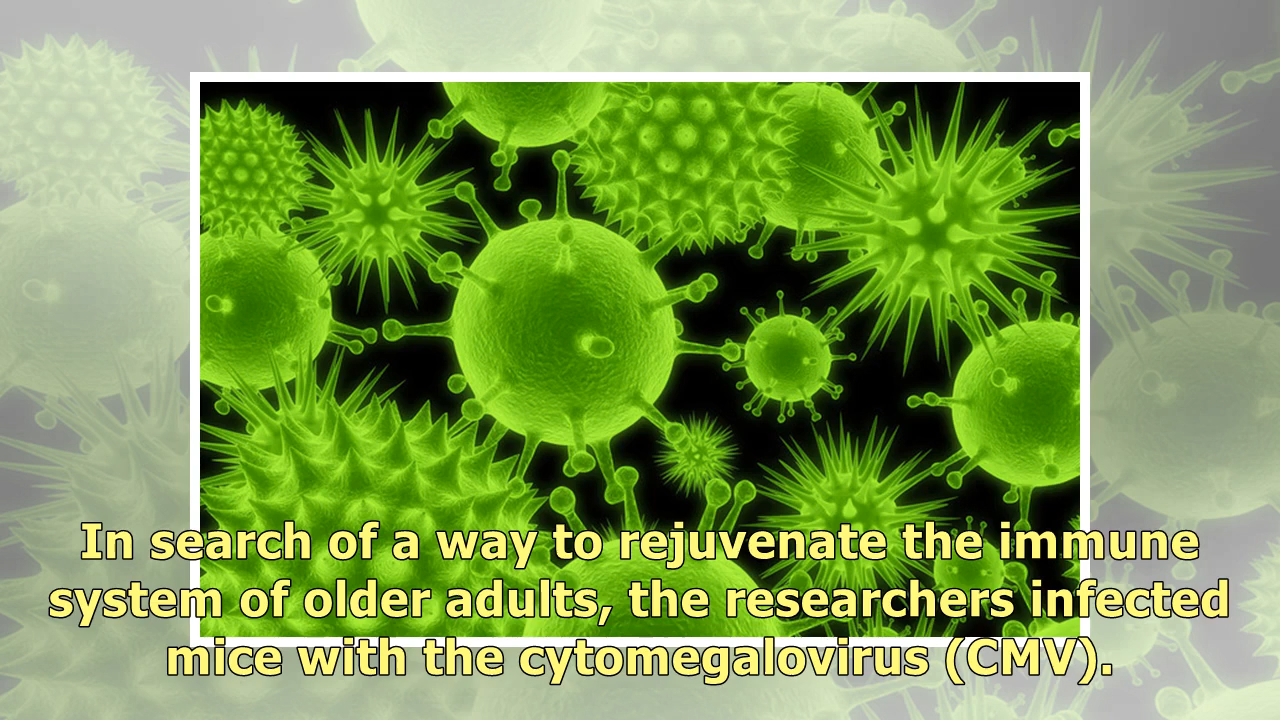 In search of a way to rejuvenate the immune
system of older adults, the researchers infected
mice with the cytomegalovirus (CMV).